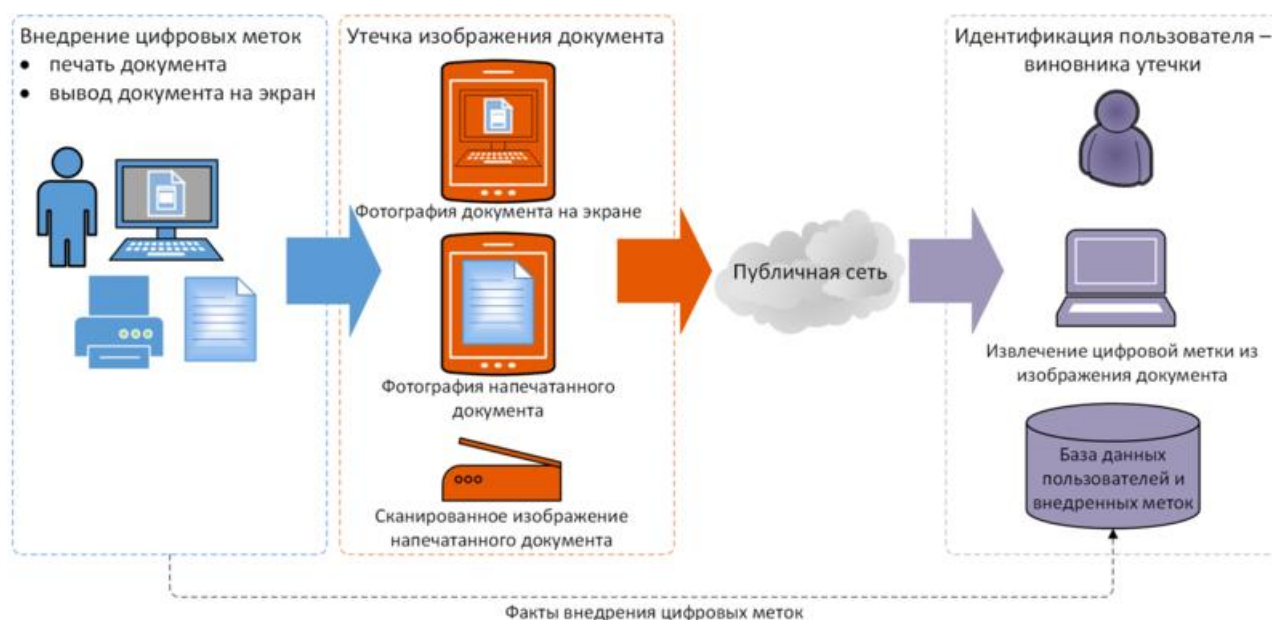 Внедрение цифровых меток
• печать документа
• вывод документа на экран
Утечка изображения документа
Фотография документа на экране
Фотография напечатанного
документа
Сканированное изображение
напечатанного документа
Публичная сеть
Идентификация пользователя –
виновника утечки
Извлечение цифровой метки из
изображения документа
База данных
пользователей и
внедренных меток
Факты внедрения цифровых меток